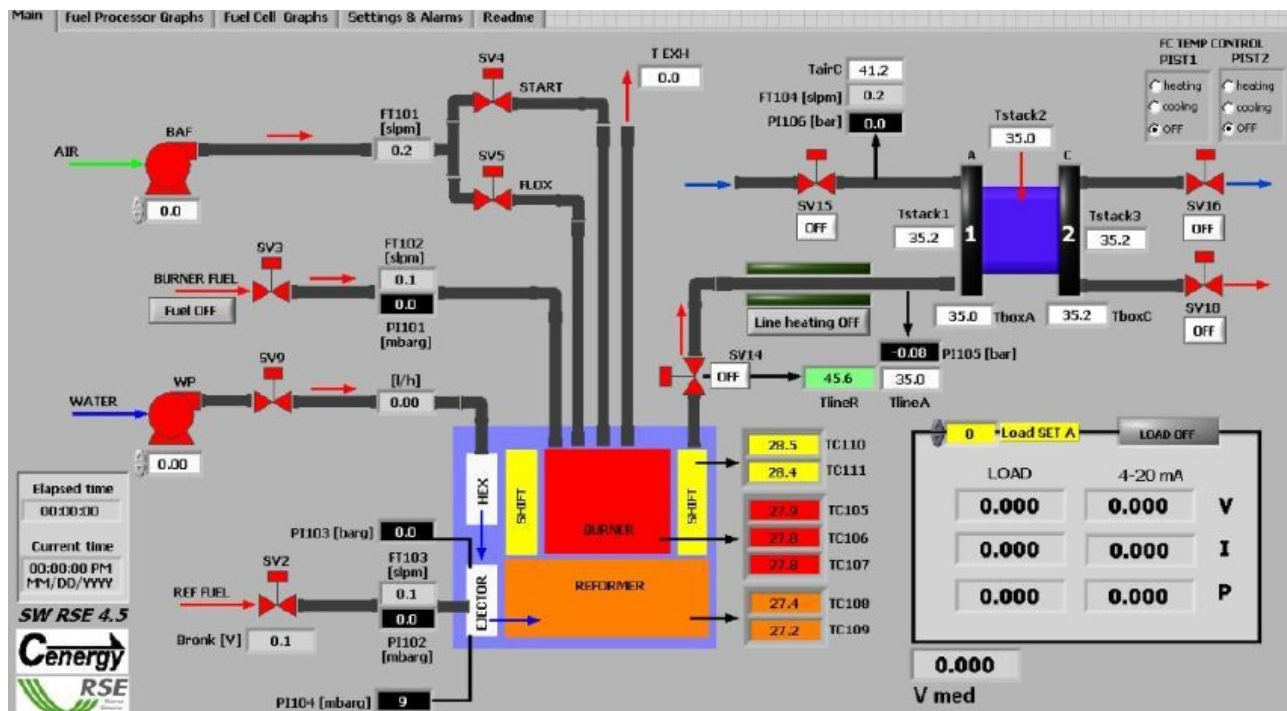 Main Fuel Processor Graphs Fuel Cell Graphs Settings & Alarms Readme
FC TEMP CONTROL
PIST1 PIST2
heating heating
cooling cooling
OFF OFF
T EXH
0.0
TairC 41.2
FT104 [slpm] 0.2
PI106 [bar] 0.0
SV4
START
FT101
[slpm]
0.2
BAF
AIR
0.0
SV5
FLOX
Tstack2
35.0
A C
SV15
OFF
SV16
OFF
Tstack1
35.2
1 2
Tstack3
35.2
SV3
FT102
[slpm]
0.1
0.0
PI101
[mbarg]
BURNER FUEL
Fuel OFF
Line heating OFF
35.0 TboxA
35.2 TboxC
SV18
OFF
SV14
OFF
-0.08 PI105 [bar]
45.6 35.0
TlineR TlineA
SV9
WP
[l/h]
0.00
WATER
0.00
HEX
SHIFT
BURNER
SHIFT
28.5 TC110
28.4 TC111
27.9 TC105
27.8 TC106
27.8 TC107
REFORMER
27.4 TC108
27.2 TC109
EJECTOR
PI103 [barg] 0.0
FT103
[slpm]
0.1
0.0
PI102
[mbarg]
SV2
REF FUEL
Bronk [V] 0.1
PI104 [mbarg] 9
Elapsed time
00:00:00
Current time
00:00:00 PM
MM/DD/YYYY
SW RSE 4.5
Cenergy
RSE
0 Load SET A LOAD OFF
LOAD 4-20 mA
0.000 0.000 V
0.000 0.000 I
0.000 0.000 P
0.000
V med